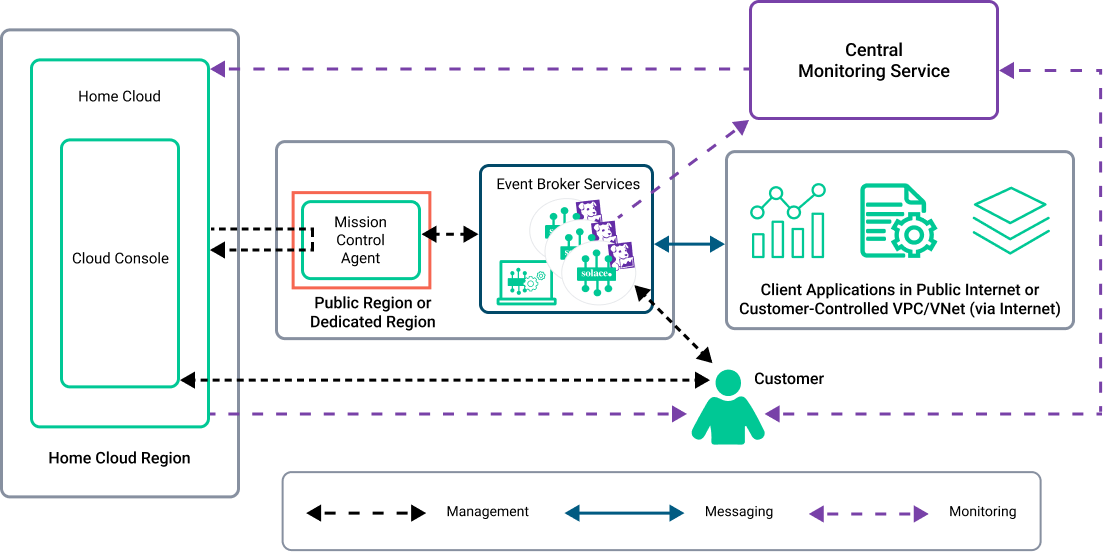 Central
Monitoring Service
Home Cloud
Cloud Console
Home Cloud Region
Mission
Control
Agent
Public Region or
Dedicated Region
Event Broker Services
solace.
Client Applications in Public Internet or
Customer-Controlled VPC/VNet (via Internet)
Customer
Management
Messaging
Monitoring